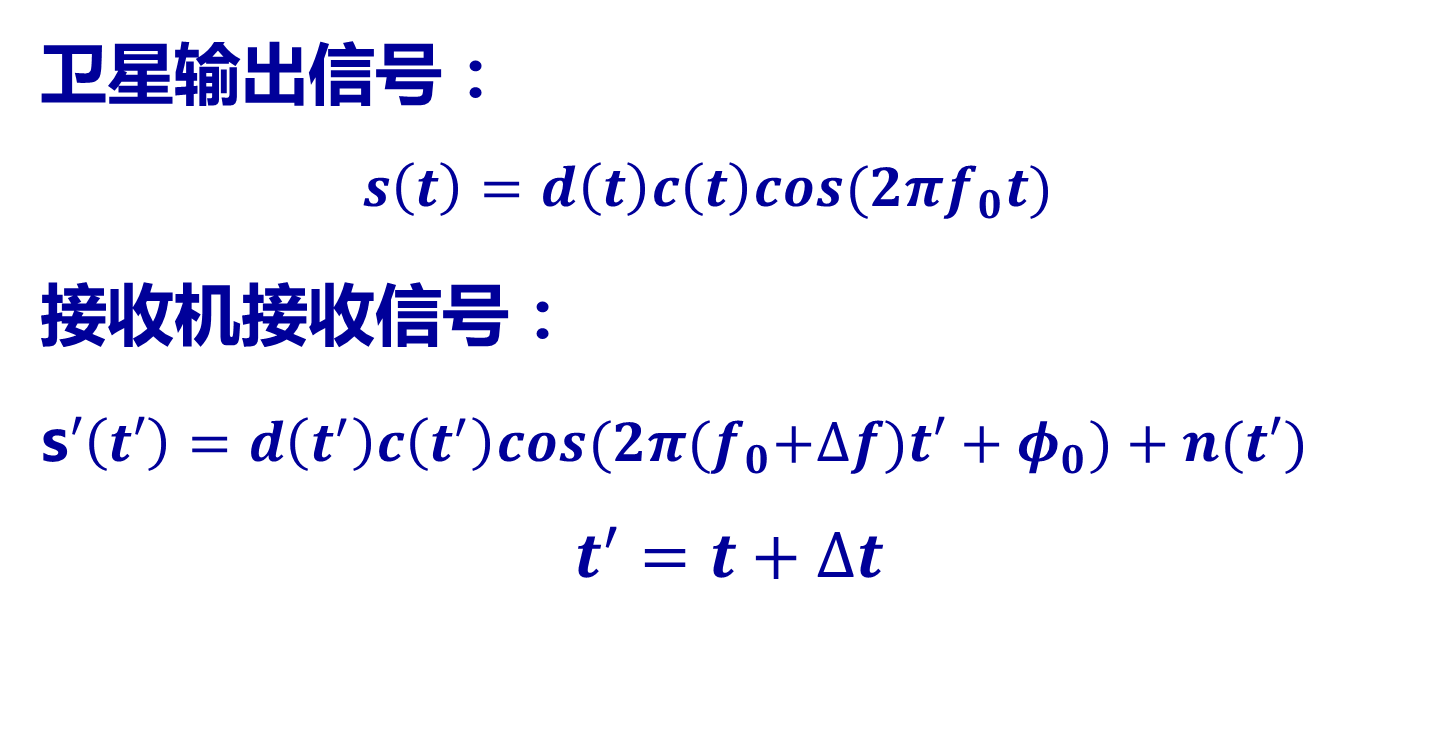 卫星输出信号：
s(t) = d(t)c(t)cos(2πf₀t)
接收机接收信号：
s′(t′) = d(t′)c(t′)cos(2π(f₀+Δf)t′ + ϕ₀) + n(t′)
t′ = t + Δt